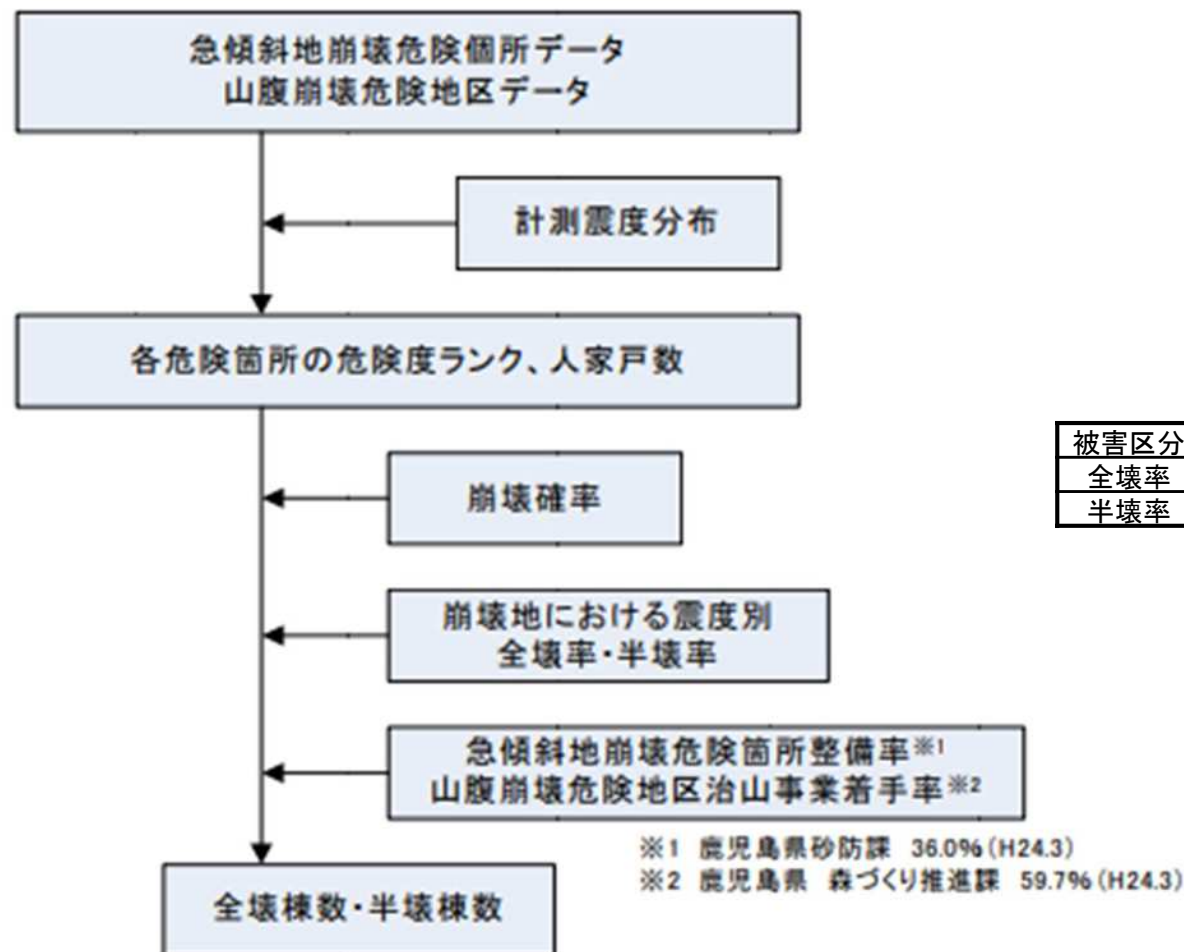 急傾斜地崩壊危険個所データ
山腹崩壊危険地区データ
計測震度分布
各危険箇所の危険度ランク、人家戸数
崩壊確率
被害区分
全壊率
半壊率
崩壊地における震度別
全壊率・半壊率
急傾斜地崩壊危険箇所整備率※1
山腹崩壊危険地区治山事業着手率※2
※1 鹿児島県砂防課 36.0%(H24.3)
※2 鹿児島県 森づくり推進課 59.7%(H24.3)
全壊棟数・半壊棟数